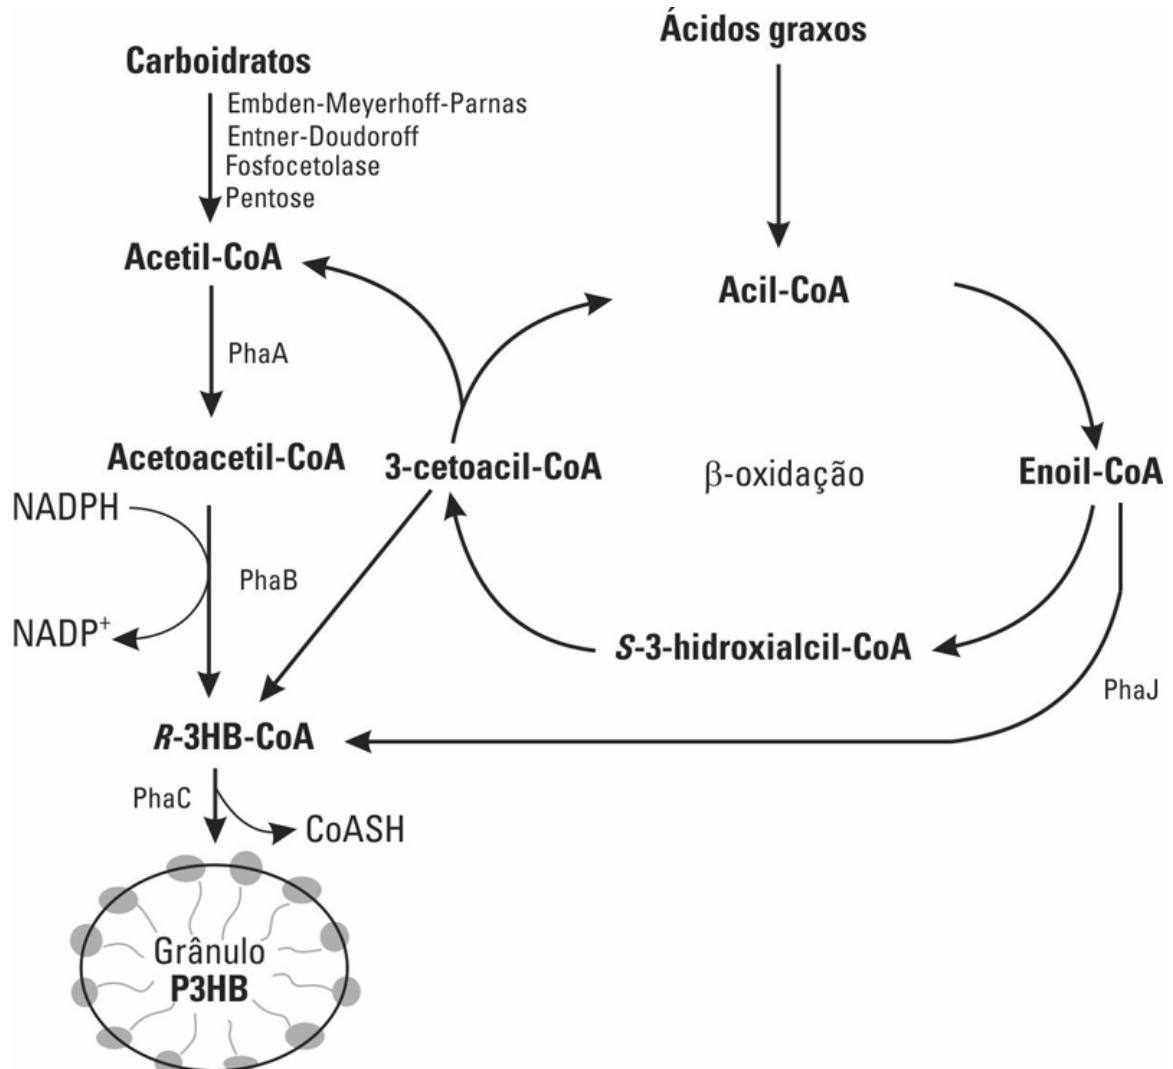 Ácidos graxos
Carboidratos
Embden-Meyerhoff-Parnas
Entner-Doudoroff
Fosfocetolase
Pentose
Acetil-CoA
Acil-CoA
PhaA
Acetoacetil-CoA
3-cetoacil-CoA
β-oxidação
Enoil-CoA
NADPH
PhaB
NADP+
S-3-hidroxialcil-CoA
PhaJ
R-3HB-CoA
PhaC
CoASH
Grânulo
P3HB